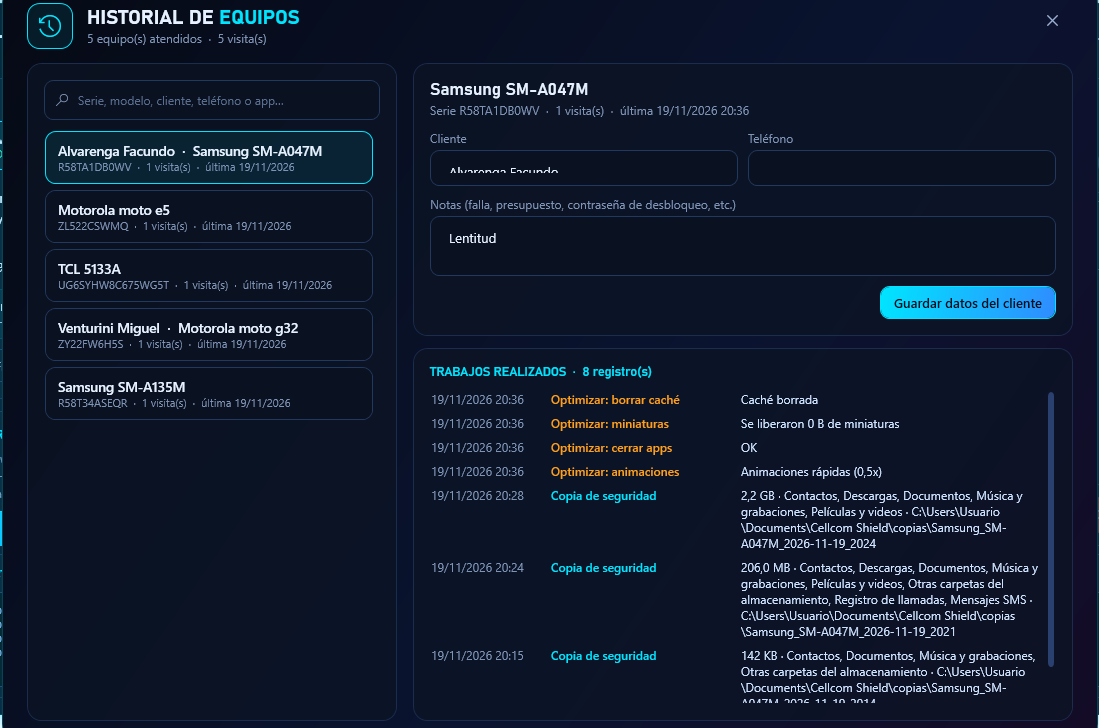 HISTORIAL DE EQUIPOS
5 equipo(s) atendidos · 5 visita(s)
Serie, modelo, cliente, teléfono o app...
Alvarenga Facundo · Samsung SM-A047M
R58TA1DB0WV · 1 visita(s) · última 19/11/2026
Motorola moto e5
ZL522CSWMQ · 1 visita(s) · última 19/11/2026
TCL 5133A
UG6SYHW8C675WG5T · 1 visita(s) · última 19/11/2026
Venturini Miguel · Motorola moto g32
ZY22FW6H5S · 1 visita(s) · última 19/11/2026
Samsung SM-A135M
R58T34ASEQR · 1 visita(s) · última 19/11/2026
Samsung SM-A047M
Serie R58TA1DB0WV · 1 visita(s) · última 19/11/2026 20:36
Cliente
Teléfono
Alvarenga Facundo
Notas (falla, presupuesto, contraseña de desbloqueo, etc.)
Lentitud
Guardar datos del cliente
TRABAJOS REALIZADOS · 8 registro(s)
19/11/2026 20:36 Optimizar: borrar caché Caché borrada
19/11/2026 20:36 Optimizar: miniaturas Se liberaron 0 B de miniaturas
19/11/2026 20:36 Optimizar: cerrar apps OK
19/11/2026 20:36 Optimizar: animaciones Animaciones rápidas (0,5x)
19/11/2026 20:28 Copia de seguridad 2,2 GB · Contactos, Descargas, Documentos, Música y
grabaciones, Películas y videos · C:\Users\Usuario
\Documents\Cellcom Shield\copias\Samsung_SM-
A047M_2026-11-19_2024
19/11/2026 20:24 Copia de seguridad 206,0 MB · Contactos, Descargas, Documentos, Música y
grabaciones, Películas y videos, Otras carpetas del
almacenamiento, Registro de llamadas, Mensajes SMS ·
C:\Users\Usuario\Documents\Cellcom Shield\copias
\Samsung_SM-A047M_2026-11-19_2021
19/11/2026 20:15 Copia de seguridad 142 KB · Contactos, Documentos, Música y grabaciones,
Otras carpetas del almacenamiento · C:\Users\Usuario
\Documents\Cellcom Shield\copias\Samsung_SM-
A047M_2026-11-19_2014